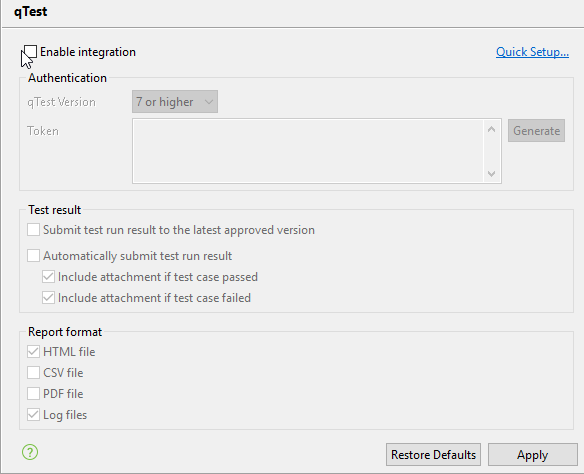 qTest
Enable integration
Quick Setup...
Authentication
qTest Version
7 or higher
Token
Generate
Test result
Submit test run result to the latest approved version
Automatically submit test run result
Include attachment if test case passed
Include attachment if test case failed
Report format
HTML file
CSV file
PDF file
Log files
?
Restore Defaults
Apply